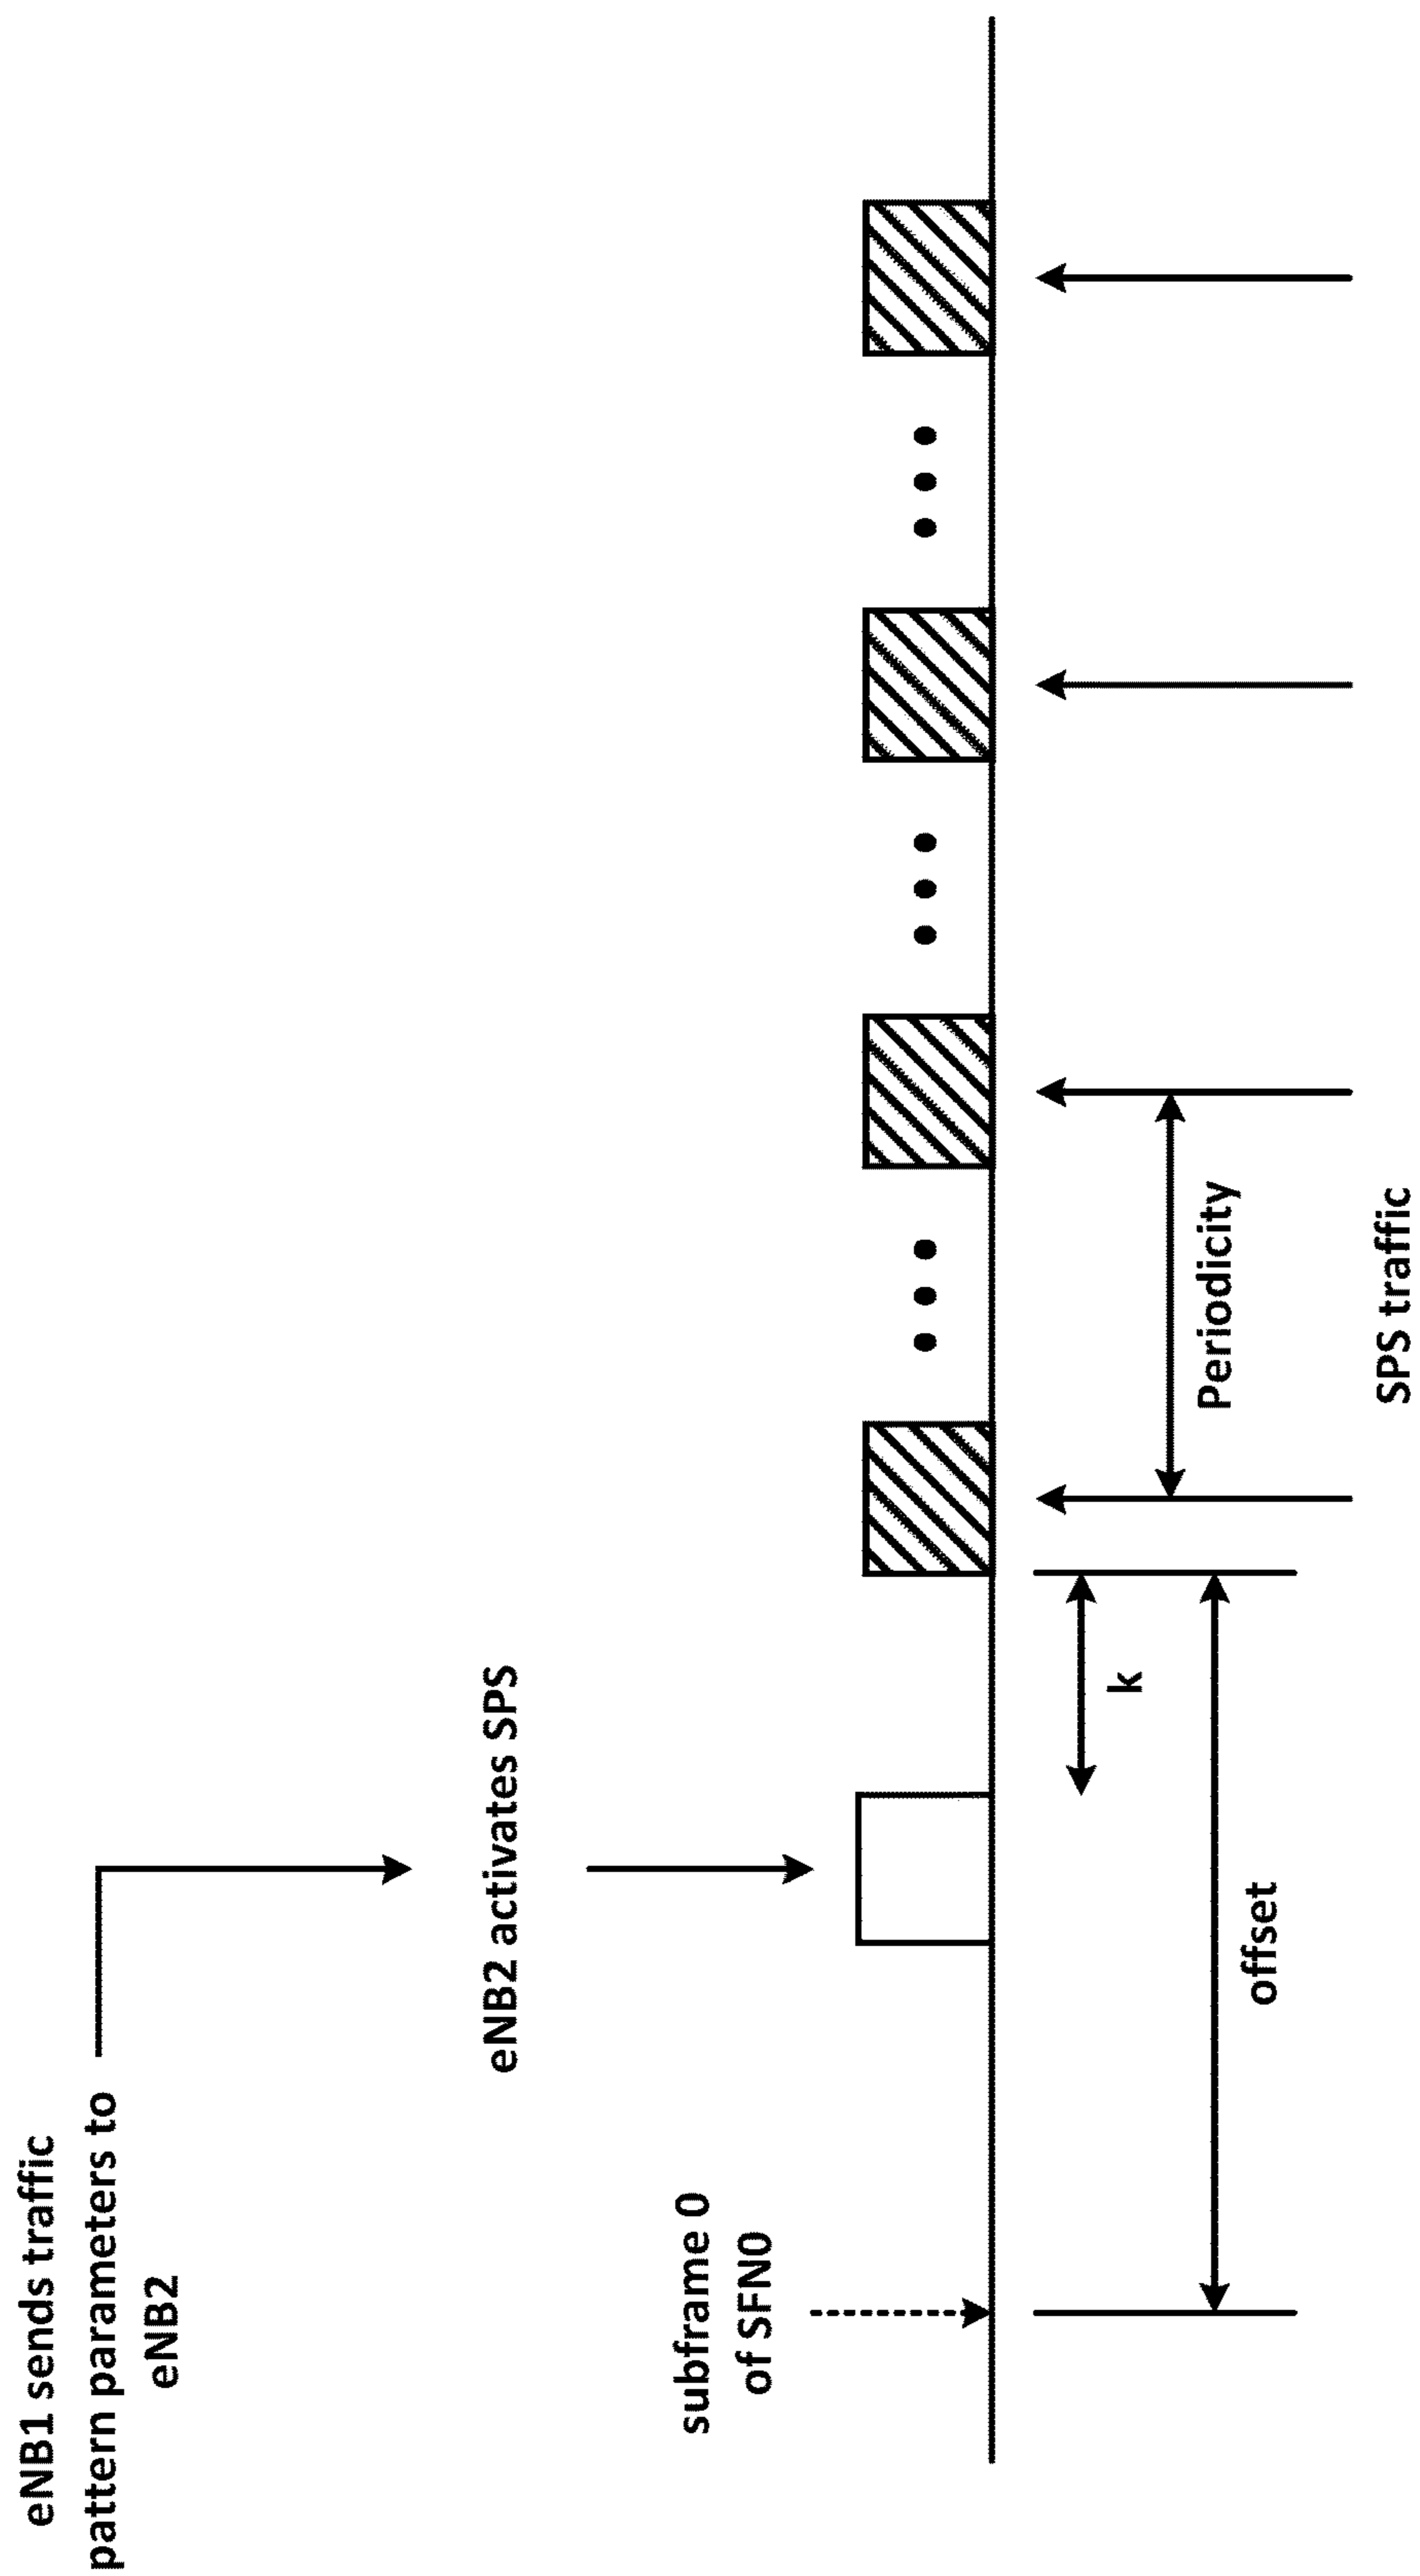 eNB1 sends traffic
pattern parameters to
eNB2
eNB2 activates SPS
subframe 0
of SFN0
k
offset
Periodicity
SPS traffic